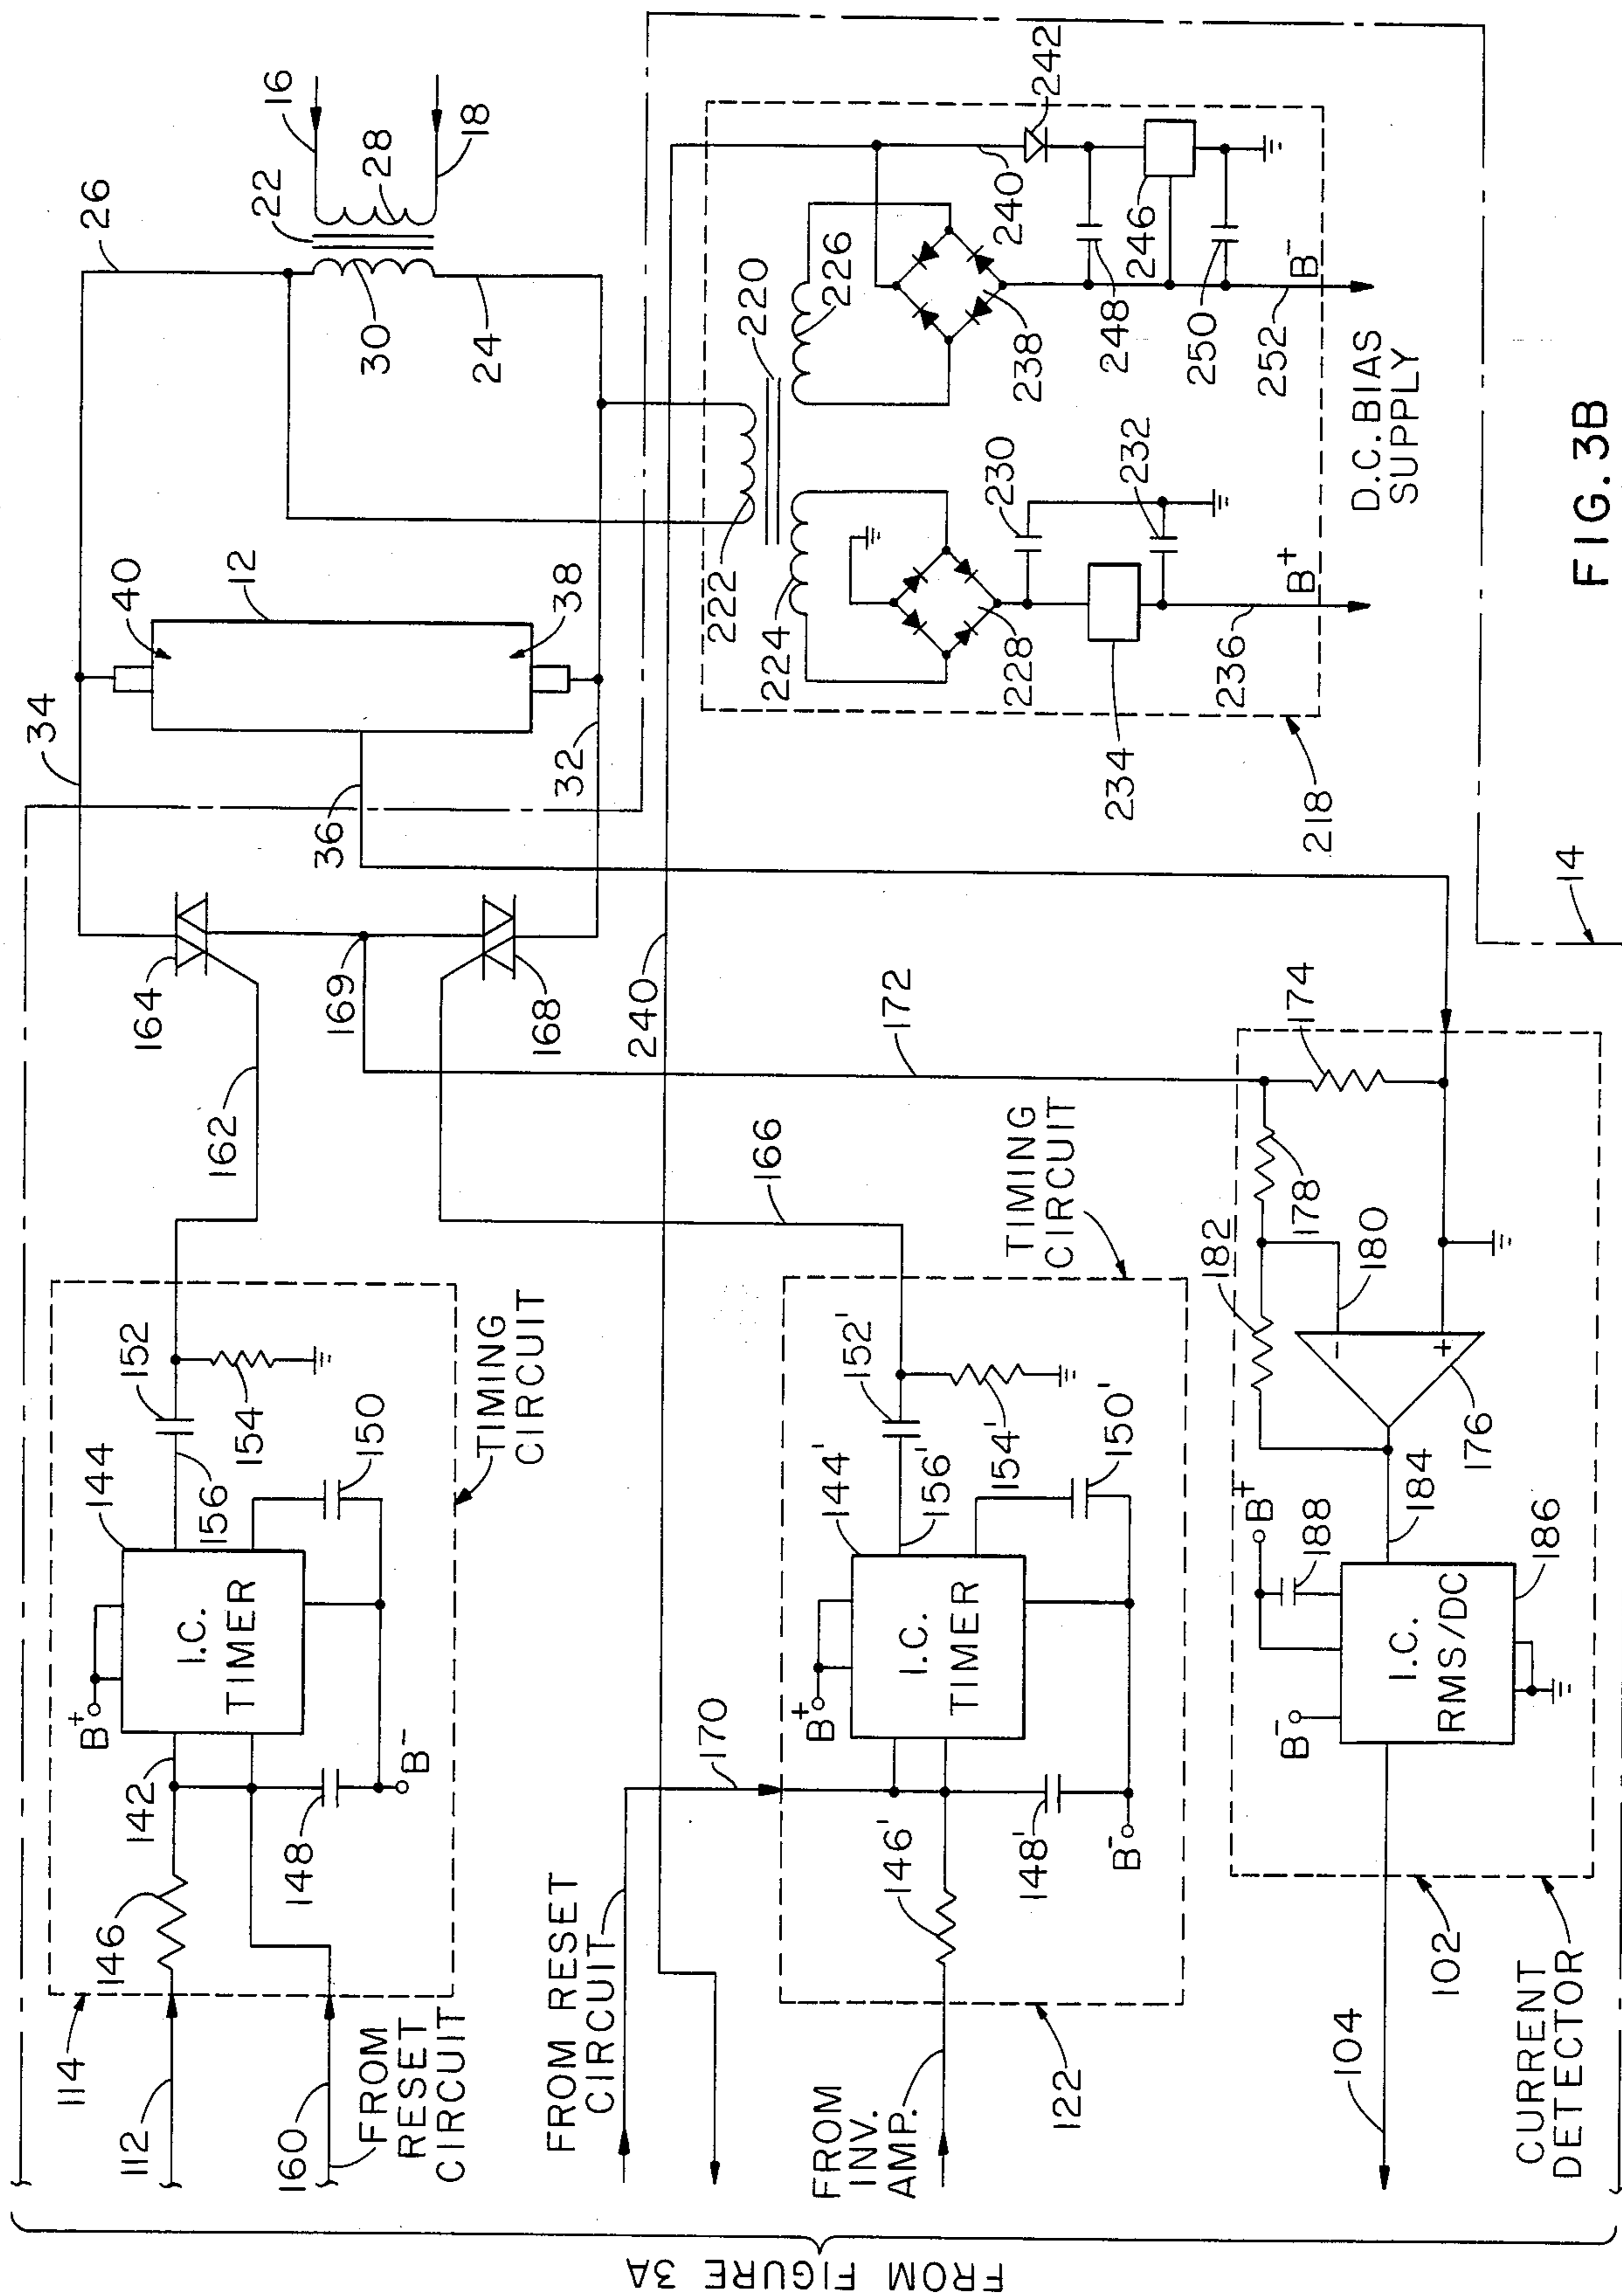 FROM FIGURE 3A
114
112
160
FROM
RESET
CIRCUIT
146
142
148
B-
B+
144
I.C.
TIMER
156
152
154
150
TIMING
CIRCUIT
162
164
34
40
12
26
22
16
28
18
30
24
38
32
36
169
168
FROM RESET
CIRCUIT
170
FROM
INV.
AMP.
122
146'
148'
B-
B+
144'
I.C.
TIMER
156'
152'
154'
150'
TIMING
CIRCUIT
166
240
172
222
224
220
226
228
230
232
234
236
B+
238
240
242
246
248
250
252
B-
218
D.C. BIAS
SUPPLY
104
CURRENT
DETECTOR
102
B-
B+
188
I.C.
RMS/DC
186
184
176
182
180
178
174
-
+
14
FIG. 3B